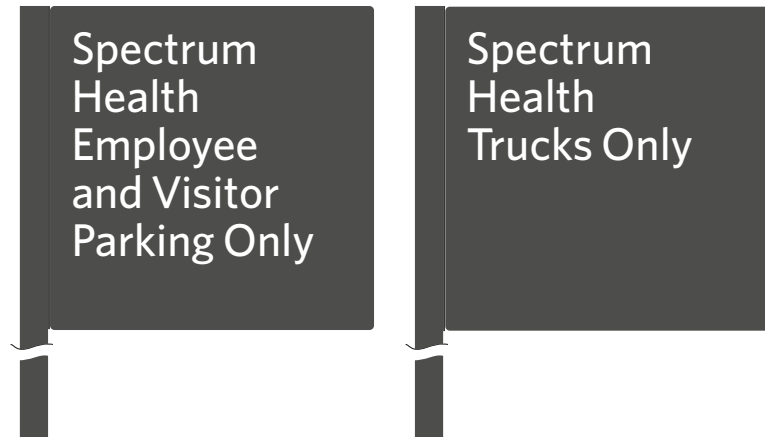 Spectrum
Health
Employee
and Visitor
Parking Only
Spectrum
Health
Trucks Only